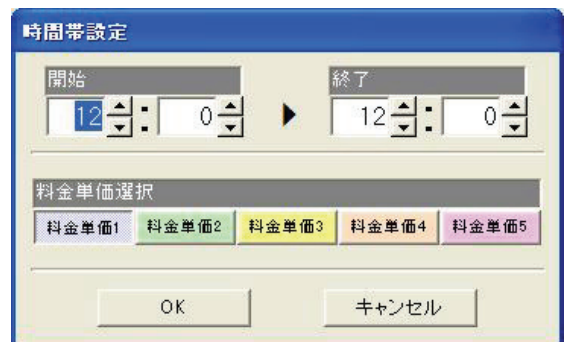 時間帯設定
開始 終了
12 : 0 ▶ 12 : 0
料金単価選択
料金単価1 料金単価2 料金単価3 料金単価4 料金単価5
OK キャンセル